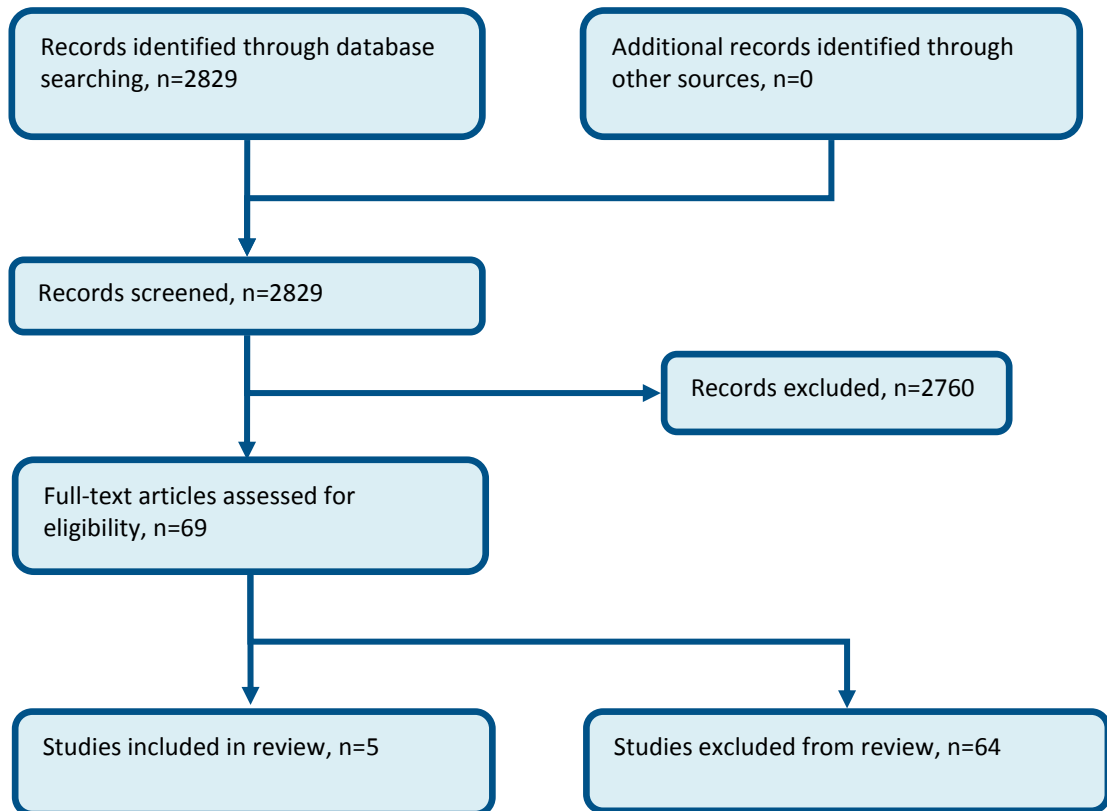 Records identified through database
searching, n=2829
Additional records identified through
other sources, n=0
Records screened, n=2829
Records excluded, n=2760
Full-text articles assessed for
eligibility, n=69
Studies included in review, n=5
Studies excluded from review, n=64